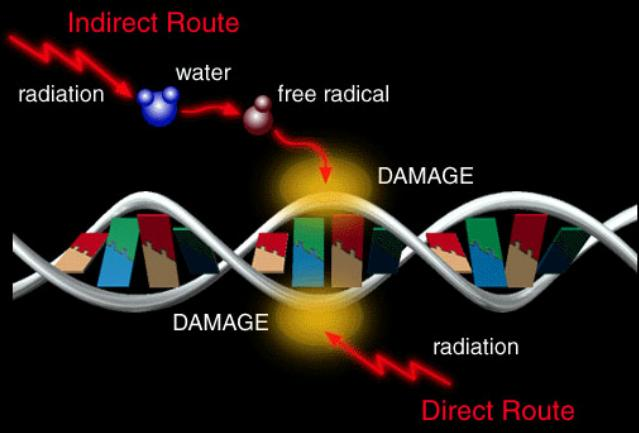 Indirect Route
water
radiation
free radical
DAMAGE
DAMAGE
radiation
Direct Route